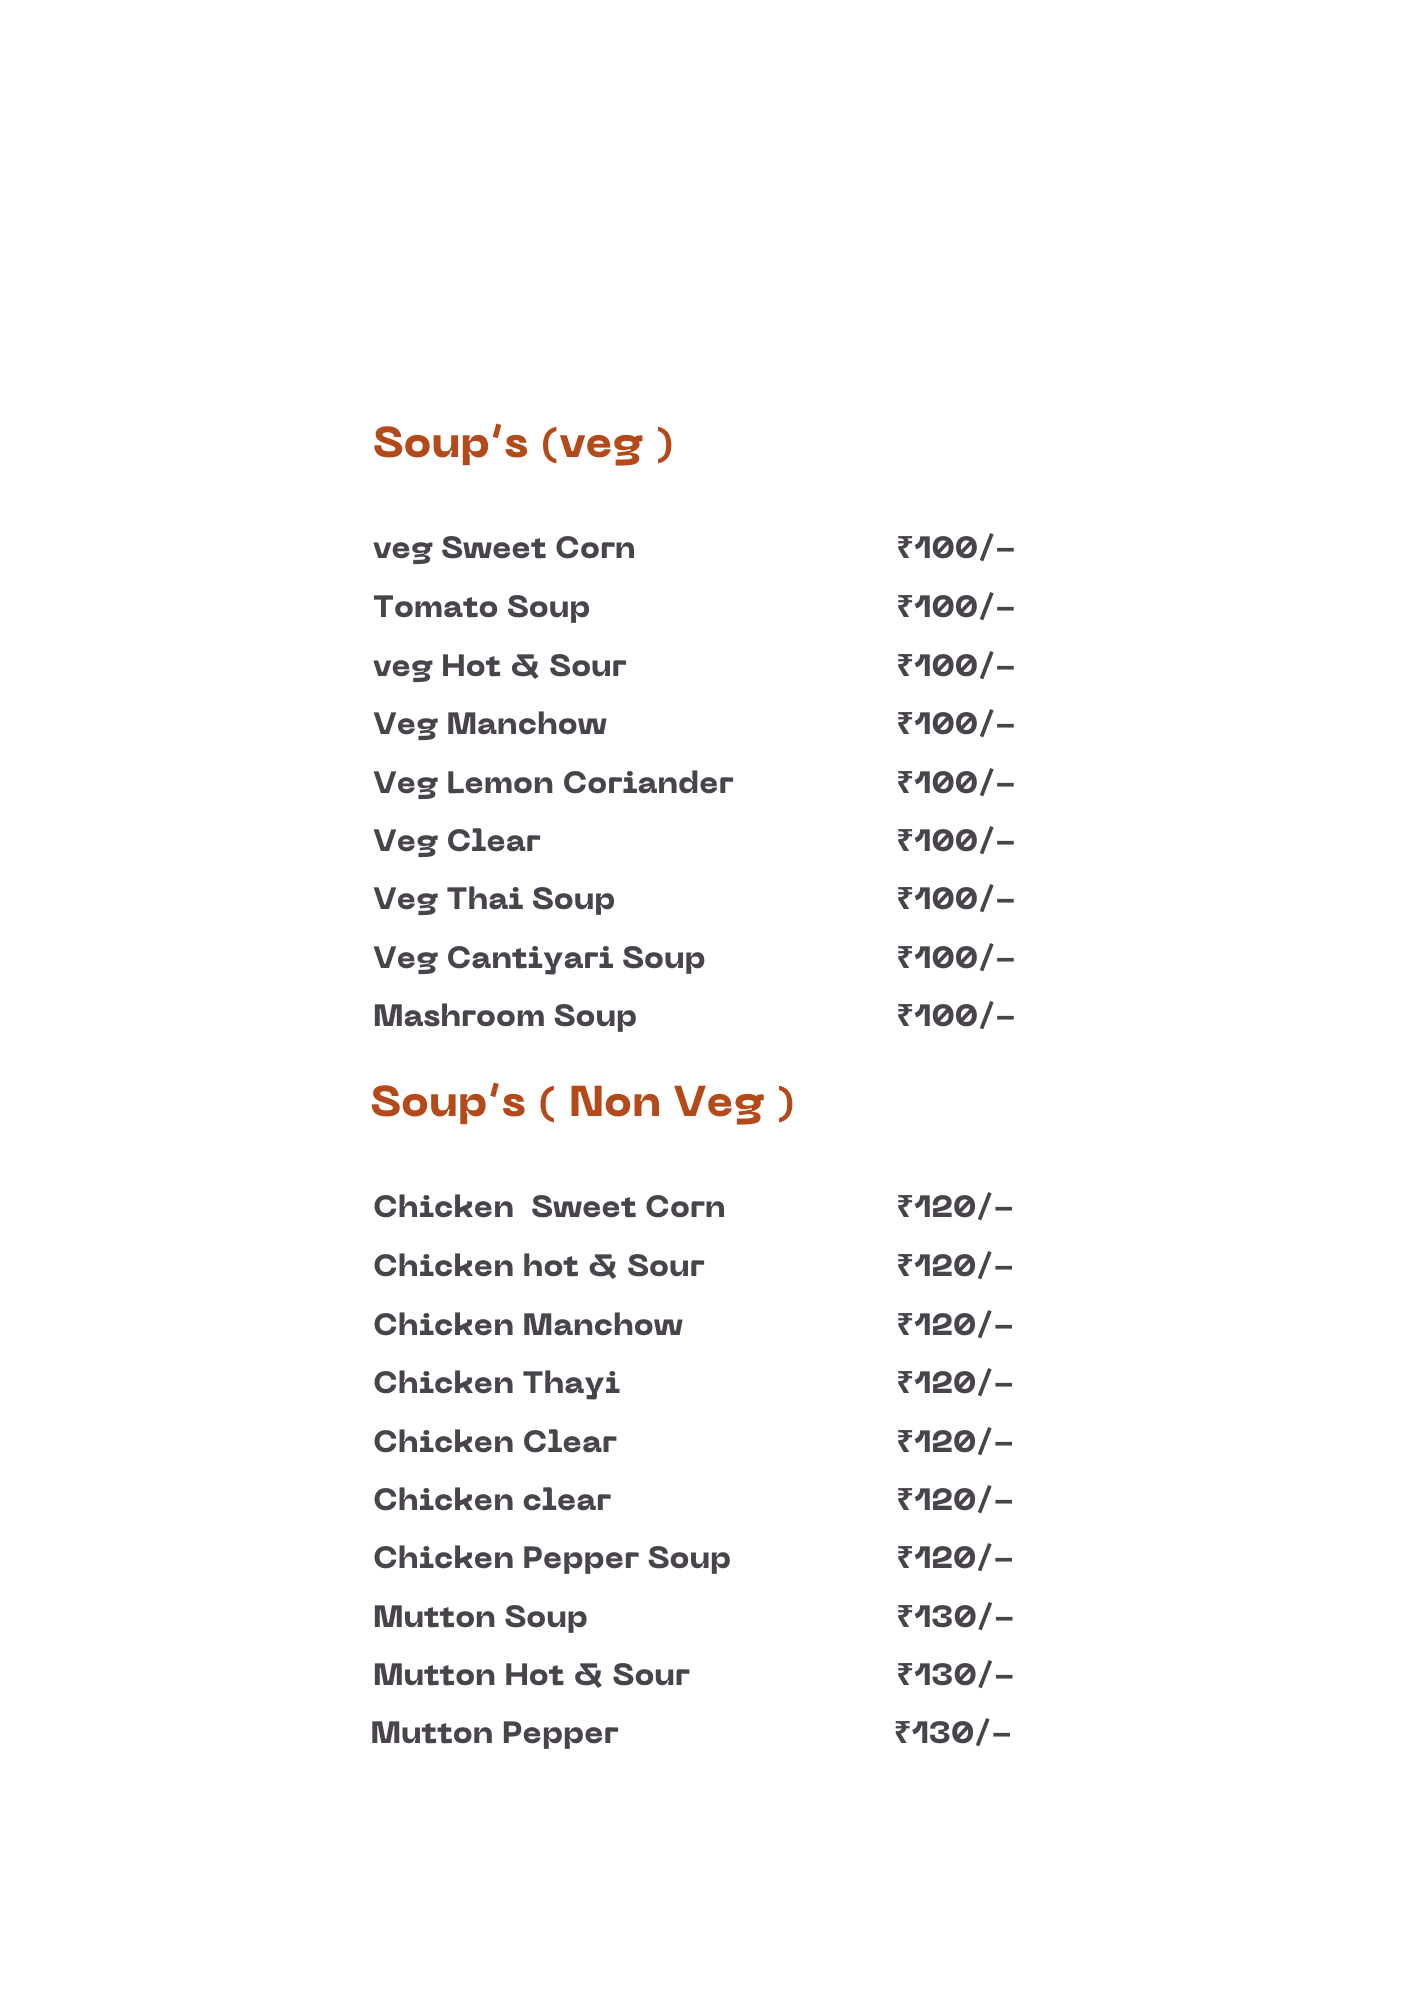 Soup's (veg )
veg Sweet Corn ₹100/-
Tomato Soup ₹100/-
veg Hot & Sour ₹100/-
Veg Manchow ₹100/-
Veg Lemon Coriander ₹100/-
Veg Clear ₹100/-
Veg Thai Soup ₹100/-
Veg Cantiyari Soup ₹100/-
Mashroom Soup ₹100/-
Soup's ( Non Veg )
Chicken  Sweet Corn ₹120/-
Chicken hot & Sour ₹120/-
Chicken Manchow ₹120/-
Chicken Thayi ₹120/-
Chicken Clear ₹120/-
Chicken clear ₹120/-
Chicken Pepper Soup ₹120/-
Mutton Soup ₹130/-
Mutton Hot & Sour ₹130/-
Mutton Pepper ₹130/-